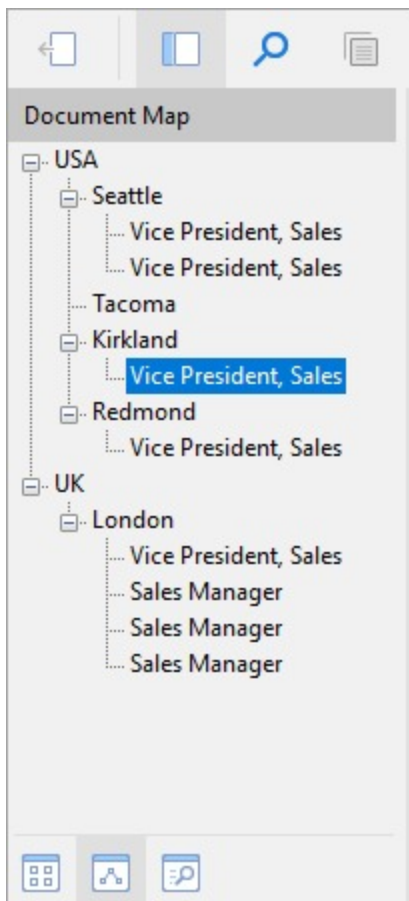 Document Map
USA
Seattle
Vice President, Sales
Vice President, Sales
Tacoma
Kirkland
Vice President, Sales
Redmond
Vice President, Sales
UK
London
Vice President, Sales
Sales Manager
Sales Manager
Sales Manager